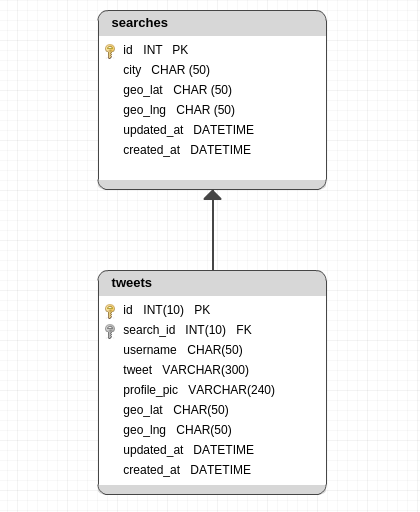 searches
id INT PK
city CHAR (50)
geo_lat CHAR (50)
geo_lng CHAR (50)
updated_at DATETIME
created_at DATETIME
tweets
id INT(10) PK
search_id INT(10) FK
username CHAR(50)
tweet VARCHAR(300)
profile_pic VARCHAR(240)
geo_lat CHAR(50)
geo_lng CHAR(50)
updated_at DATETIME
created_at DATETIME